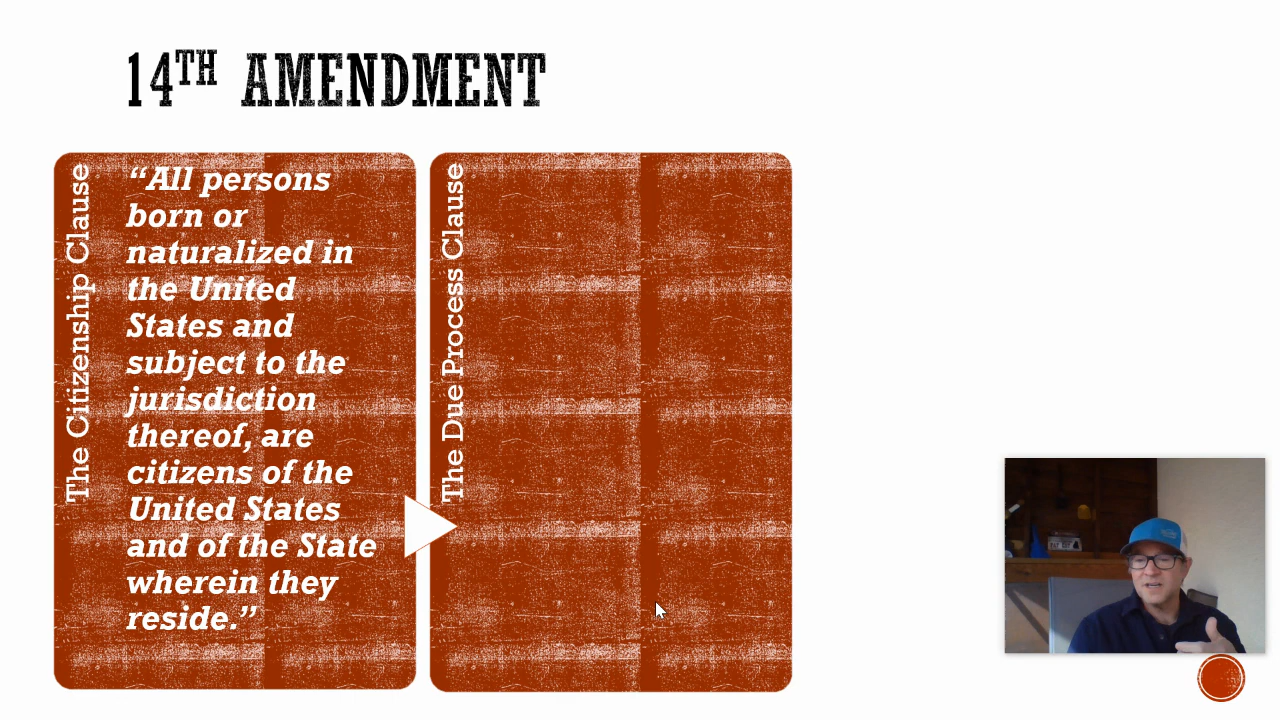 14TH AMENDMENT
The Citizenship Clause
“All persons
born or
naturalized in
the United
States and
subject to the
jurisdiction
thereof, are
citizens of the
United States
and of the State
wherein they
reside.”
The Due Process Clause